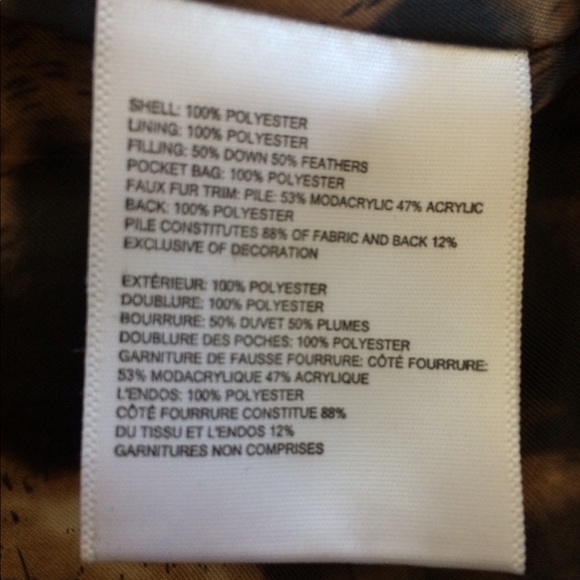 SHELL: 100% POLYESTER
LINING: 100% POLYESTER
FILLING: 50% DOWN 50% FEATHERS
POCKET BAG: 100% POLYESTER
FAUX FUR TRIM: PILE: 53% MODACRYLIC 47% ACRYLIC
BACK: 100% POLYESTER
PILE CONSTITUTES 88% OF FABRIC AND BACK 12%
EXCLUSIVE OF DECORATION
EXTÉRIEUR: 100% POLYESTER
DOUBLURE: 100% POLYESTER
BOURRURE: 50% DUVET 50% PLUMES
DOUBLURE DES POCHES: 100% POLYESTER
GARNITURE DE FAUSSE FOURRURE: CÔTÉ FOURRURE:
53% MODACRYLIQUE 47% ACRYLIQUE
L'ENDOS: 100% POLYESTER
CÔTÉ FOURRURE CONSTITUE 88%
DU TISSU ET L'ENDOS 12%
GARNITURES NON COMPRISES